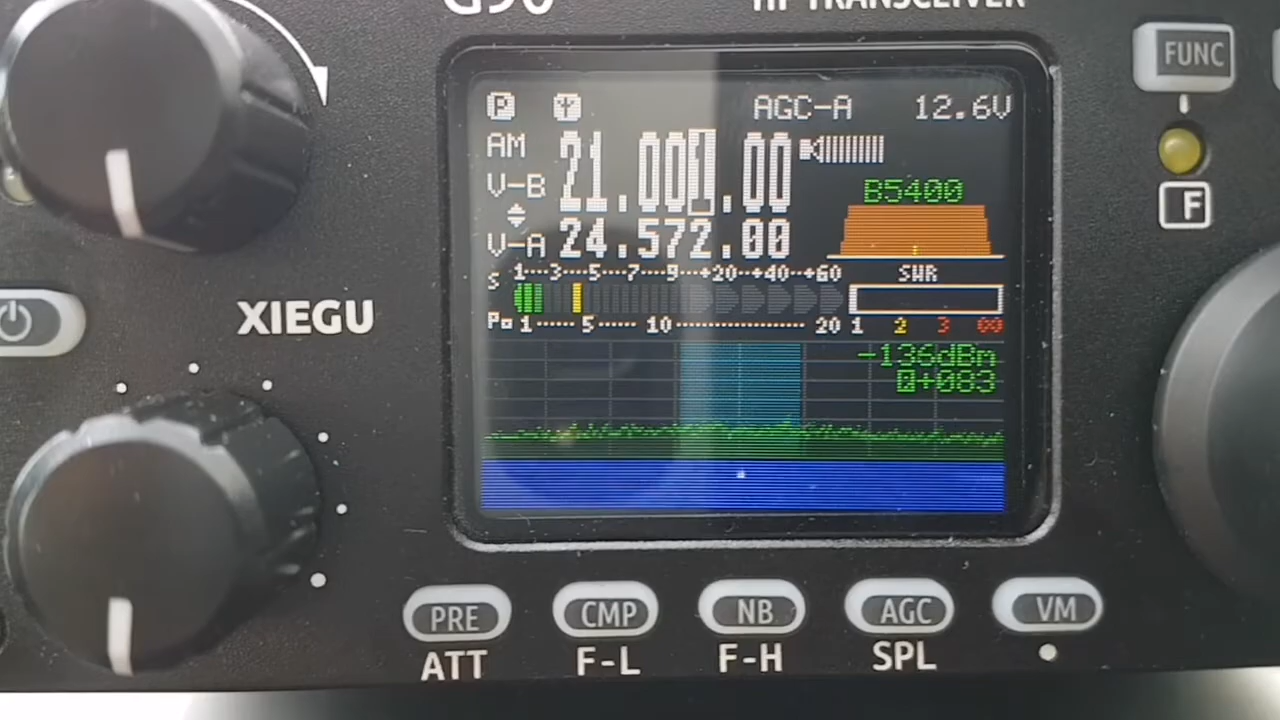 G90 HF TRANSCEIVER
FUNC
P AGC-A 12.6V
AM 21.001.00
V-B B5400
V-A 24.572.00
F
S 1 3 5 7 9 +20 +40 +60 SWR
Po 1 5 10 20 1 2 3 00
XIEGU
-136dBm
0+083
PRE CMP NB AGC VM
ATT F-L F-H SPL